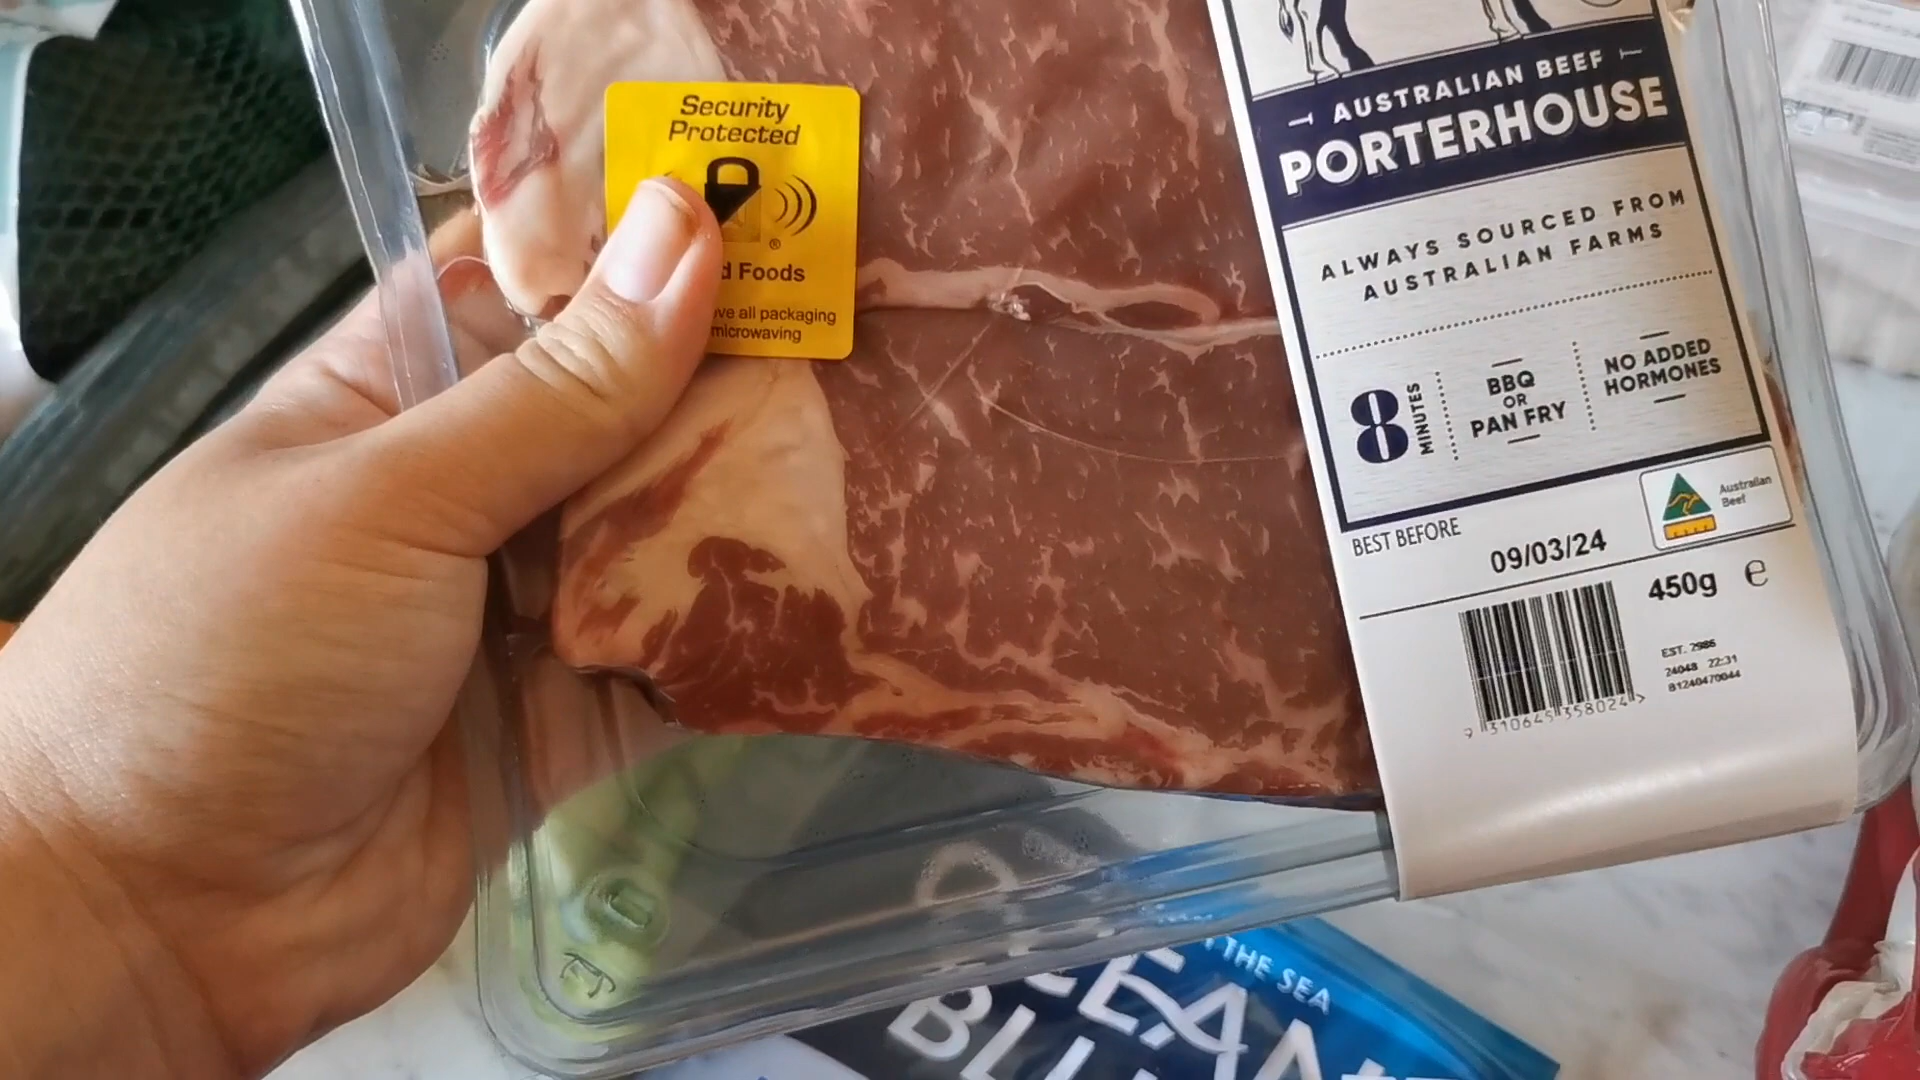 Security
Protected
®
d Foods
ve all packaging
microwaving
AUSTRALIAN BEEF
PORTERHOUSE
ALWAYS SOURCED FROM
AUSTRALIAN FARMS
8 MINUTES
BBQ
OR
PAN FRY
NO ADDED
HORMONES
BEST BEFORE
09/03/24
Australian
Beef
450g e
EST. 2986
24048 22:31
81240470044
9 310645 358024 >
THE SEA
CEAN
BLU